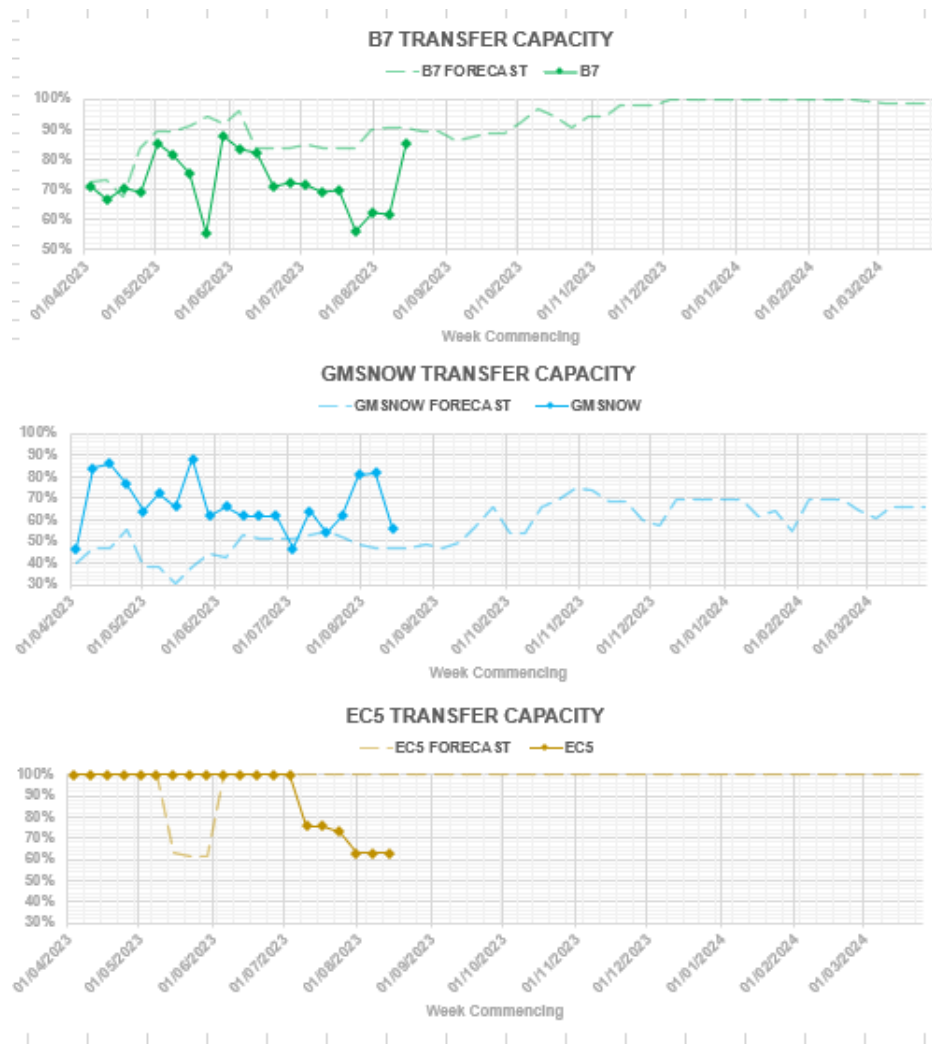 B7 TRANSFER CAPACITY
B7 FORECAST B7
100%
90%
80%
70%
60%
50%
01/04/2023 01/05/2023 01/06/2023 01/07/2023 01/08/2023 01/09/2023 01/10/2023 01/11/2023 01/12/2023 01/01/2024 01/02/2024 01/03/2024
Week Commencing
GMSNOW TRANSFER CAPACITY
GMSNOW FORECAST GMSNOW
100%
90%
80%
70%
60%
50%
40%
30%
01/04/2023 01/05/2023 01/06/2023 01/07/2023 01/08/2023 01/09/2023 01/10/2023 01/11/2023 01/12/2023 01/01/2024 01/02/2024 01/03/2024
Week Commencing
EC5 TRANSFER CAPACITY
EC5 FORECAST EC5
100%
90%
80%
70%
60%
50%
40%
30%
01/04/2023 01/05/2023 01/06/2023 01/07/2023 01/08/2023 01/09/2023 01/10/2023 01/11/2023 01/12/2023 01/01/2024 01/02/2024 01/03/2024
Week Commencing